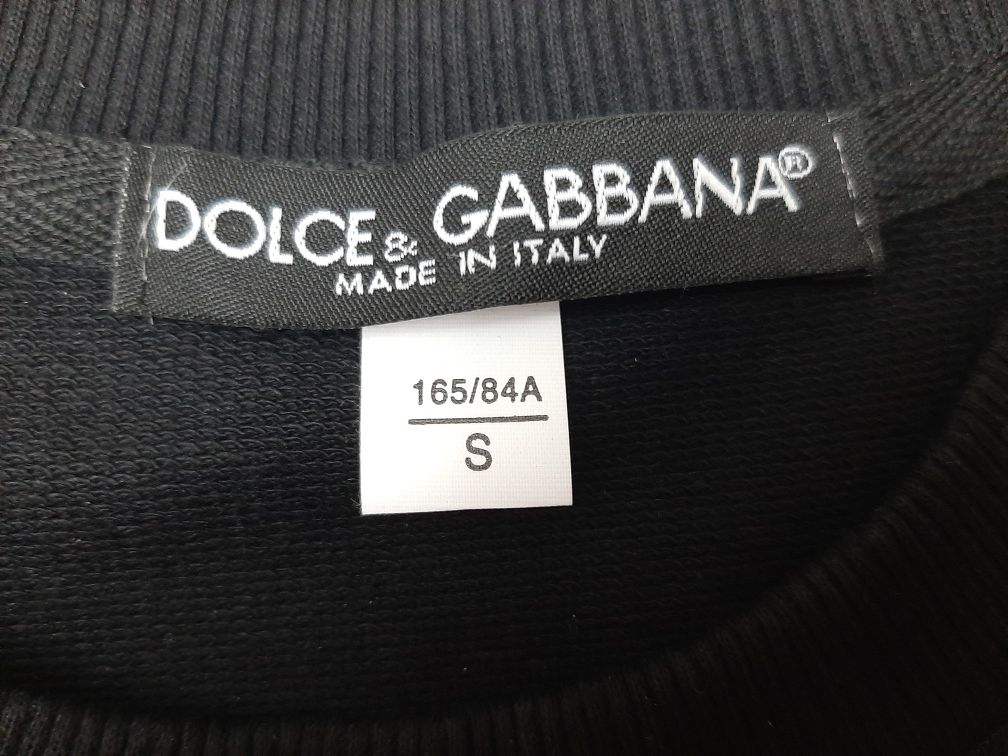 DOLCE & GABBANA®
MADE IN ITALY
165/84A
S